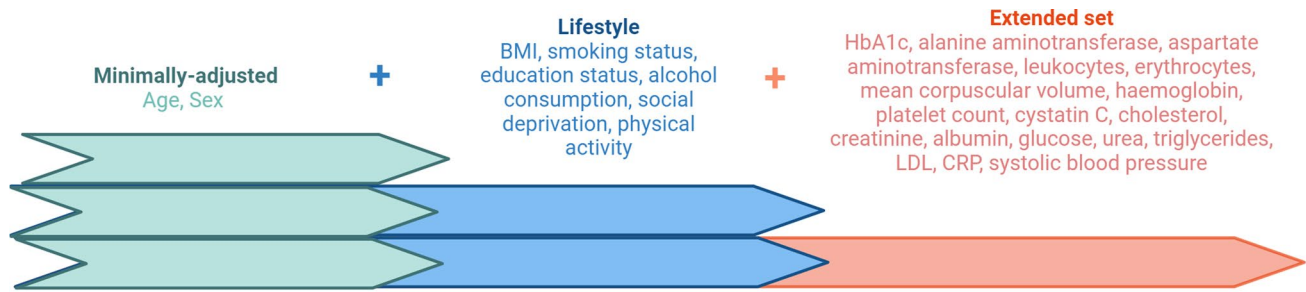 Minimally-adjusted
Age, Sex
+
Lifestyle
BMI, smoking status,
education status, alcohol
consumption, social
deprivation, physical
activity
+
Extended set
HbA1c, alanine aminotransferase, aspartate
aminotransferase, leukocytes, erythrocytes,
mean corpuscular volume, haemoglobin,
platelet count, cystatin C, cholesterol,
creatinine, albumin, glucose, urea, triglycerides,
LDL, CRP, systolic blood pressure